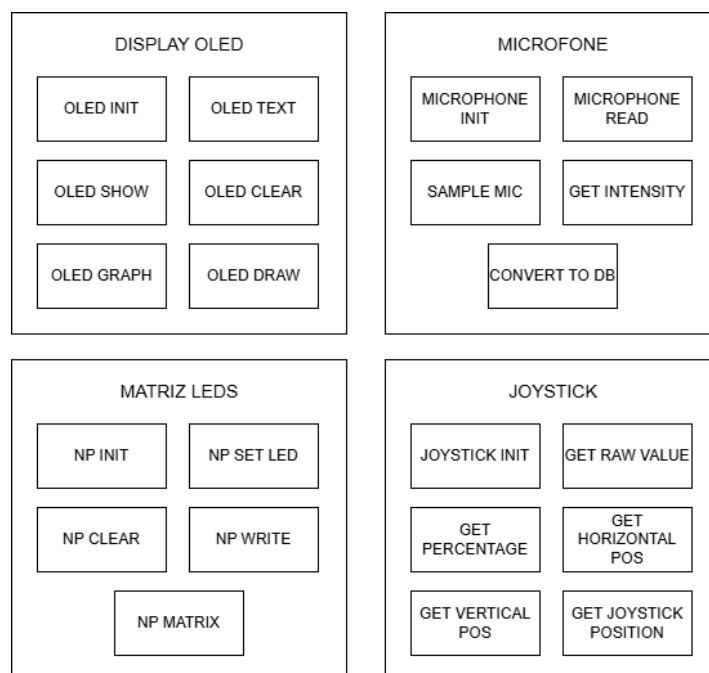 DISPLAY OLED
OLED INIT
OLED TEXT
OLED SHOW
OLED CLEAR
OLED GRAPH
OLED DRAW
MICROFONE
MICROPHONE
INIT
MICROPHONE
READ
SAMPLE MIC
GET INTENSITY
CONVERT TO DB
MATRIZ LEDS
NP INIT
NP SET LED
NP CLEAR
NP WRITE
NP MATRIX
JOYSTICK
JOYSTICK INIT
GET RAW VALUE
GET
PERCENTAGE
GET
HORIZONTAL
POS
GET VERTICAL
POS
GET JOYSTICK
POSITION